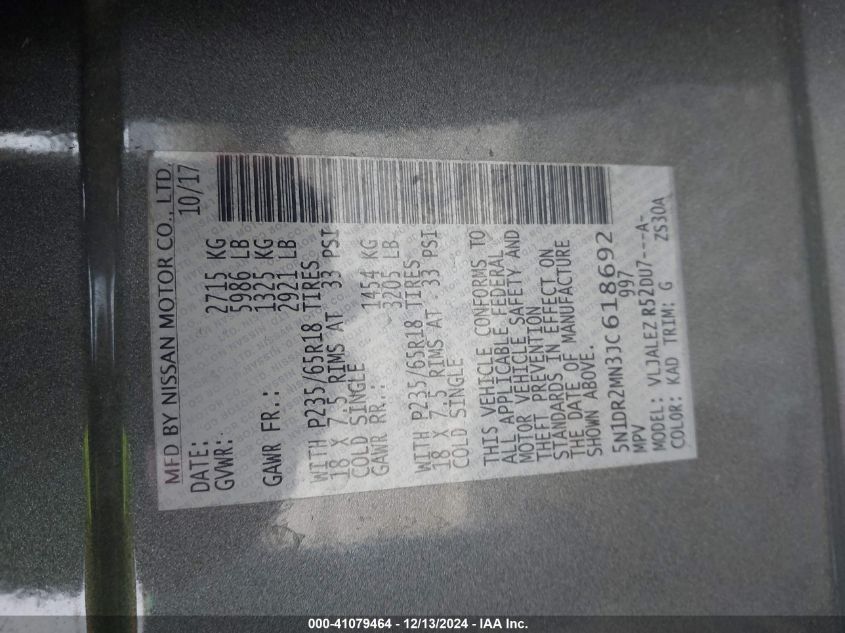 MFD BY NISSAN MOTOR CO., LTD.
DATE: 10/17
GVWR: 2715 KG
5986 LB
GAWR FR.: 1325 KG
2921 LB
WITH P235/65R18 TIRES
18 X 7.5 RIMS AT 33 PSI
COLD SINGLE
GAWR RR.: 1454 KG
3205 LB
WITH P235/65R18 TIRES
18 X 7.5 RIMS AT 33 PSI
COLD SINGLE
THIS VEHICLE CONFORMS TO
ALL APPLICABLE FEDERAL
MOTOR VEHICLE SAFETY AND
THEFT PREVENTION
STANDARDS IN EFFECT ON
THE DATE OF MANUFACTURE
SHOWN ABOVE.
5N1DR2MN3JC618692
MPV 997
MODEL: VLJALEZ R52DU7---A-
COLOR: KAD TRIM: G ZS30A
000-41079464 - 12/13/2024 - IAA Inc.